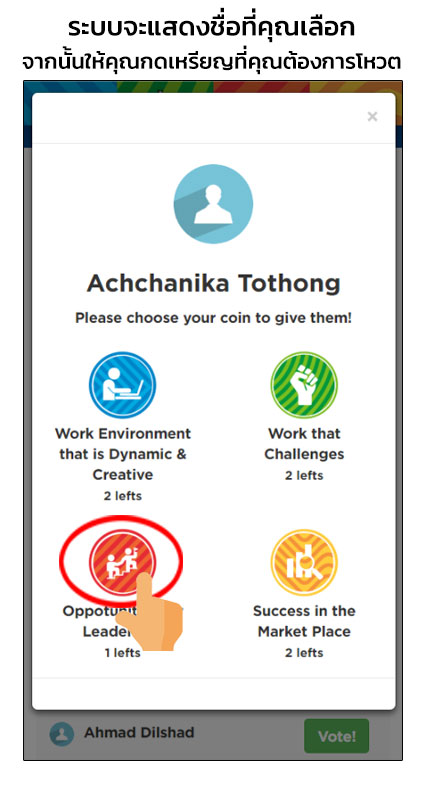 ระบบจะแสดงชื่อที่คุณเลือก
จากนั้นให้คุณกดเหรียญที่คุณต้องการโหวต
×
Achchanika Tothong
Please choose your coin to give them!
Work Environment
that is Dynamic &
Creative
2 lefts
Work that
Challenges
2 lefts
Leade
1 lefts
Success in the
Market Place
2 lefts
Ahmad Dilshad
Vote!